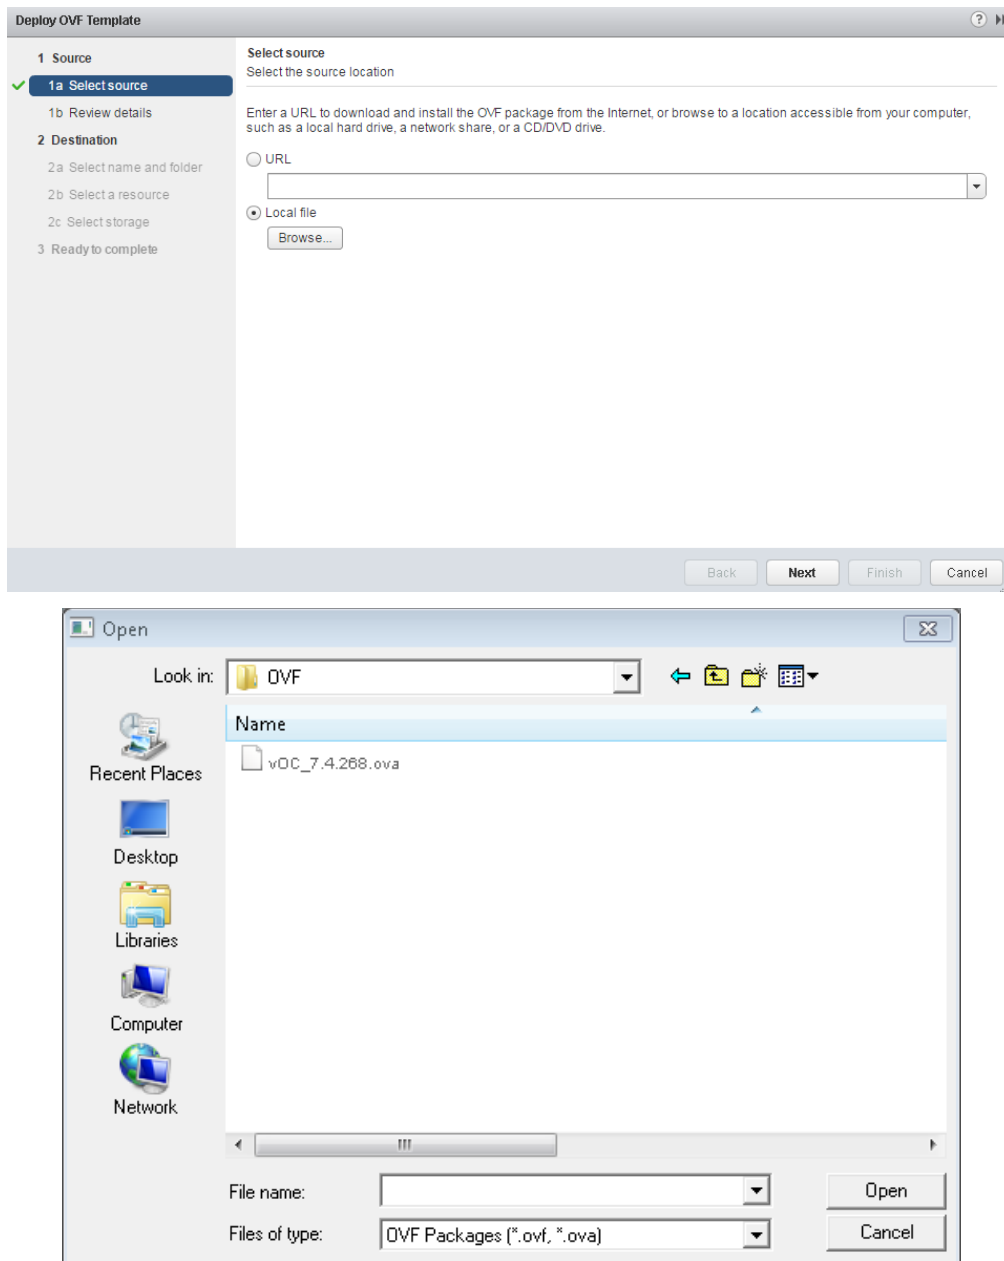 Deploy OVF Template
?
1 Source
1a Select source
1b Review details
2 Destination
2a Select name and folder
2b Select a resource
2c Select storage
3 Ready to complete
Select source
Select the source location
Enter a URL to download and install the OVF package from the Internet, or browse to a location accessible from your computer,
such as a local hard drive, a network share, or a CD/DVD drive.
URL
Local file
Browse...
Back Next Finish Cancel
Open
Look in: OVF
Name
vOC_7.4.268.ova
Recent Places
Desktop
Libraries
Computer
Network
File name: Open
Files of type: OVF Packages (*.ovf, *.ova) Cancel